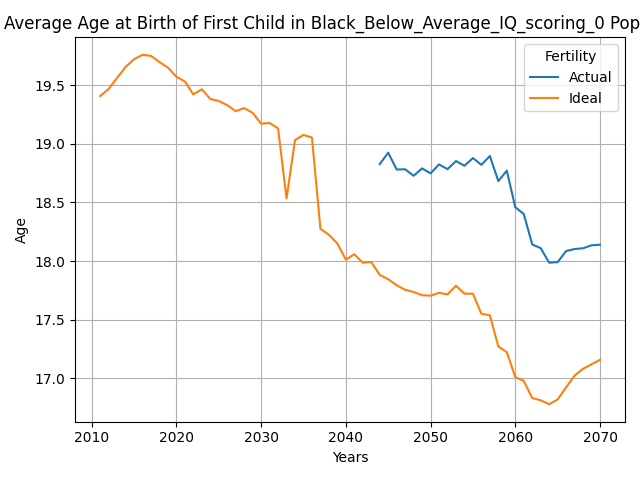 Average Age at Birth of First Child in Black_Below_Average_IQ_scoring_0 Pop
Fertility
Actual
Ideal
19.5
19.0
18.5
18.0
17.5
17.0
Age
2010 2020 2030 2040 2050 2060 2070
Years